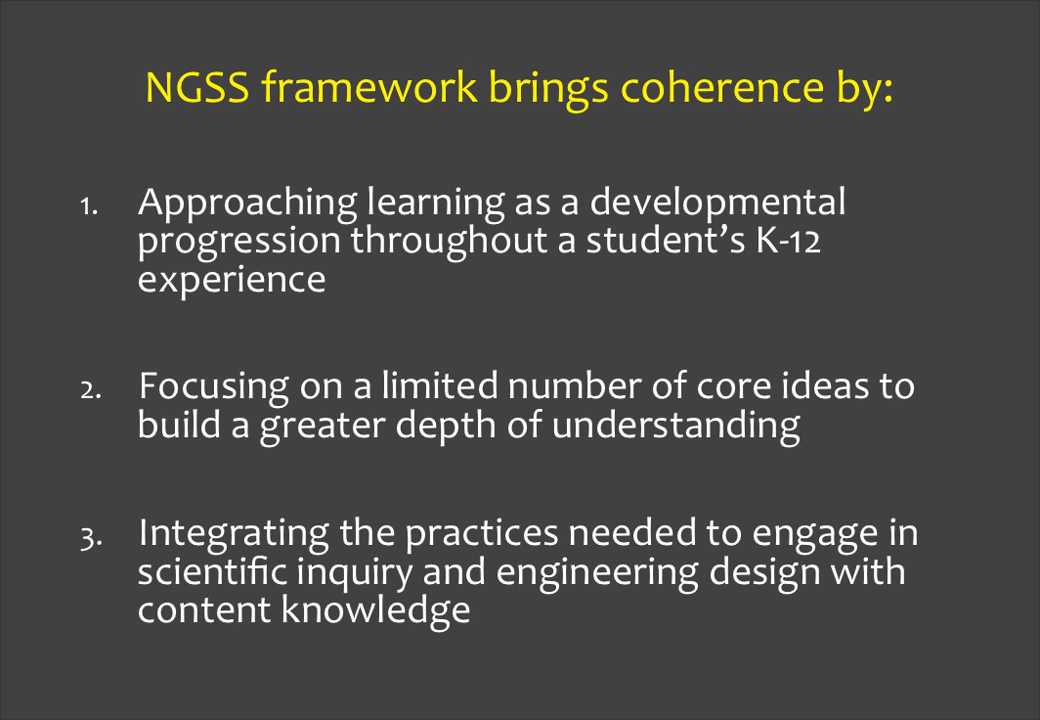 NGSS framework brings coherence by:
1. Approaching learning as a developmental
progression throughout a student’s K-12
experience
2. Focusing on a limited number of core ideas to
build a greater depth of understanding
3. Integrating the practices needed to engage in
scientific inquiry and engineering design with
content knowledge